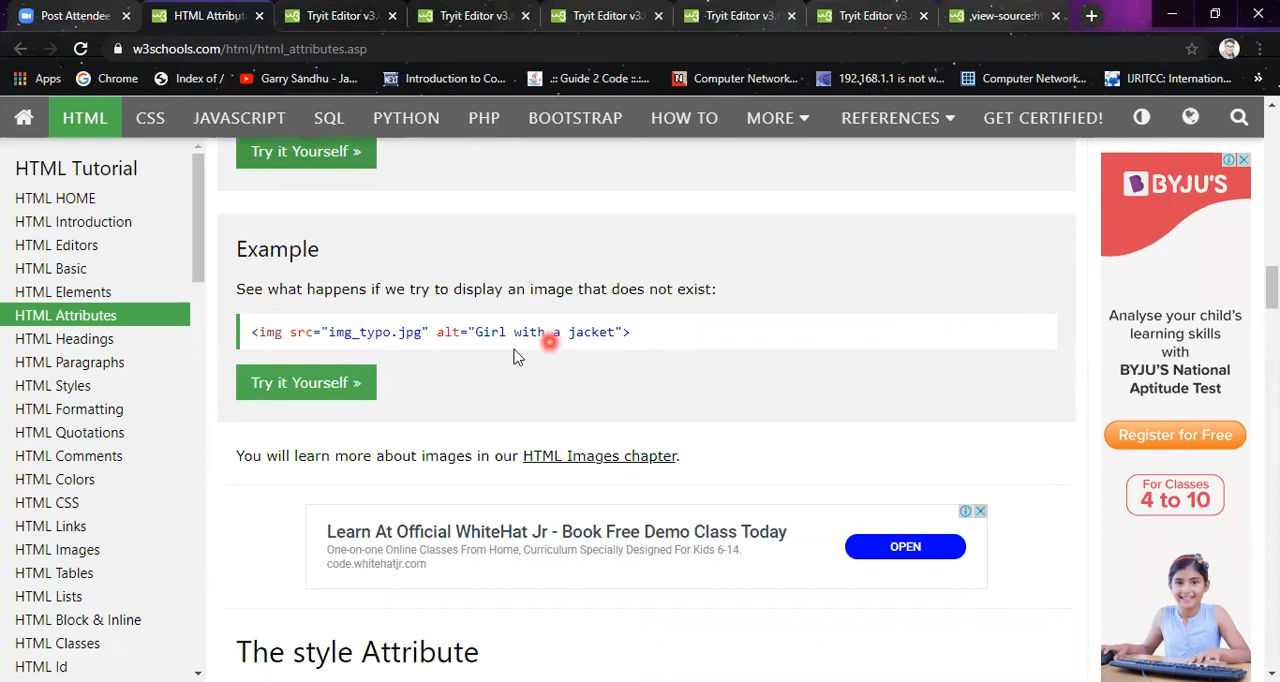 Post Attendee
HTML Attribut
Tryit Editor v3.
Tryit Editor v3.
Tryit Editor v3.
Tryit Editor v3.
Tryit Editor v3.
,view-source:h
w3schools.com/html/html_attributes.asp
Apps
Chrome
Index of /
Garry Sandhu - Ja...
Introduction to Co...
.:: Guide 2 Code ::.…
Computer Network...
192.168.1.1 is not w...
Computer Network...
IJRITCC: Internation...
HTML
CSS
JAVASCRIPT
SQL
PYTHON
PHP
BOOTSTRAP
HOW TO
MORE
REFERENCES
GET CERTIFIED!
HTML Tutorial
HTML HOME
HTML Introduction
HTML Editors
HTML Basic
HTML Elements
HTML Attributes
HTML Headings
HTML Paragraphs
HTML Styles
HTML Formatting
HTML Quotations
HTML Comments
HTML Colors
HTML CSS
HTML Links
HTML Images
HTML Tables
HTML Lists
HTML Block & Inline
HTML Classes
HTML Id
Try it Yourself »
Example
See what happens if we try to display an image that does not exist:
<img src="img_typo.jpg" alt="Girl with a jacket">
Try it Yourself »
You will learn more about images in our HTML Images chapter.
Learn At Official WhiteHat Jr - Book Free Demo Class Today
One-on-one Online Classes From Home, Curriculum Specially Designed For Kids 6-14.
code.whitehatjr.com
OPEN
The style Attribute
BYJU'S
Analyse your child's
learning skills
with
BYJU'S National
Aptitude Test
Register for Free
For Classes
4 to 10